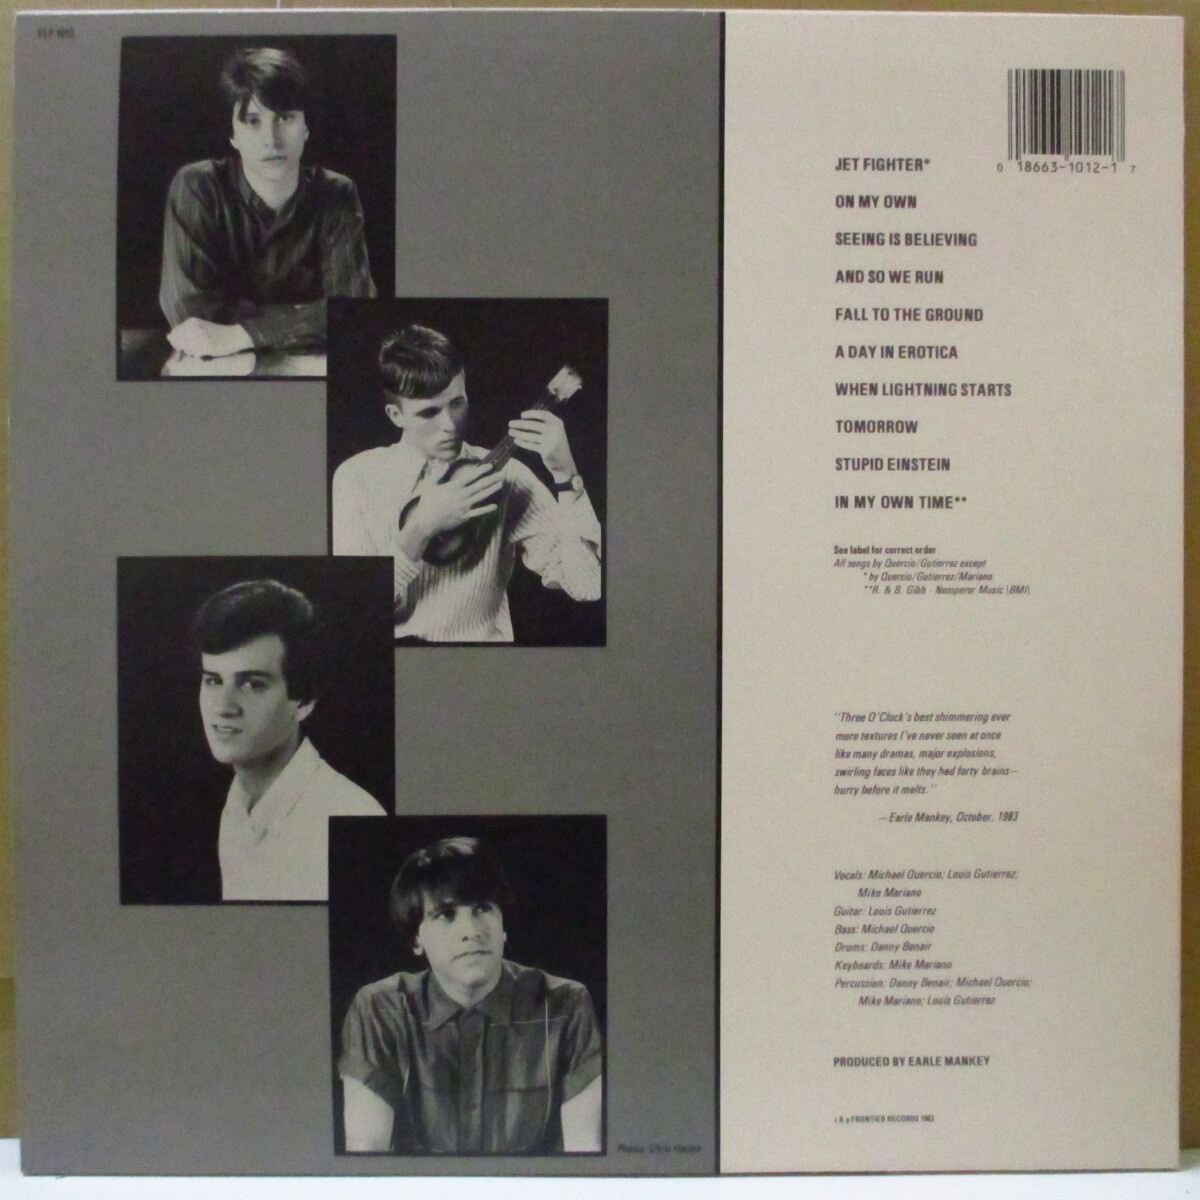 FLP 1012
0 18663-1012-1 7
JET FIGHTER*
ON MY OWN
SEEING IS BELIEVING
AND SO WE RUN
FALL TO THE GROUND
A DAY IN EROTICA
WHEN LIGHTNING STARTS
TOMORROW
STUPID EINSTEIN
IN MY OWN TIME**
See label for correct order
All songs by Quercio/Gutierrez except
* by Quercio/Gutierrez/Mariano
**R. & B. Gibb - Nemperor Music (BMI)
"Three O'Clock's best shimmering ever
more textures I've never seen at once
like many dramas, major explosions,
swirling faces like they had forty brains—
hurry before it melts."
—Earle Mankey, October, 1983
Vocals: Michael Quercio; Louis Gutierrez;
Mike Mariano
Guitar: Louis Gutierrez
Bass: Michael Quercio
Drums: Danny Benair
Keyboards: Mike Mariano
Percussion: Danny Benair; Michael Quercio;
Mike Mariano; Louis Gutierrez
PRODUCED BY EARLE MANKEY
c & p FRONTIER RECORDS 1983
Photos: Chris